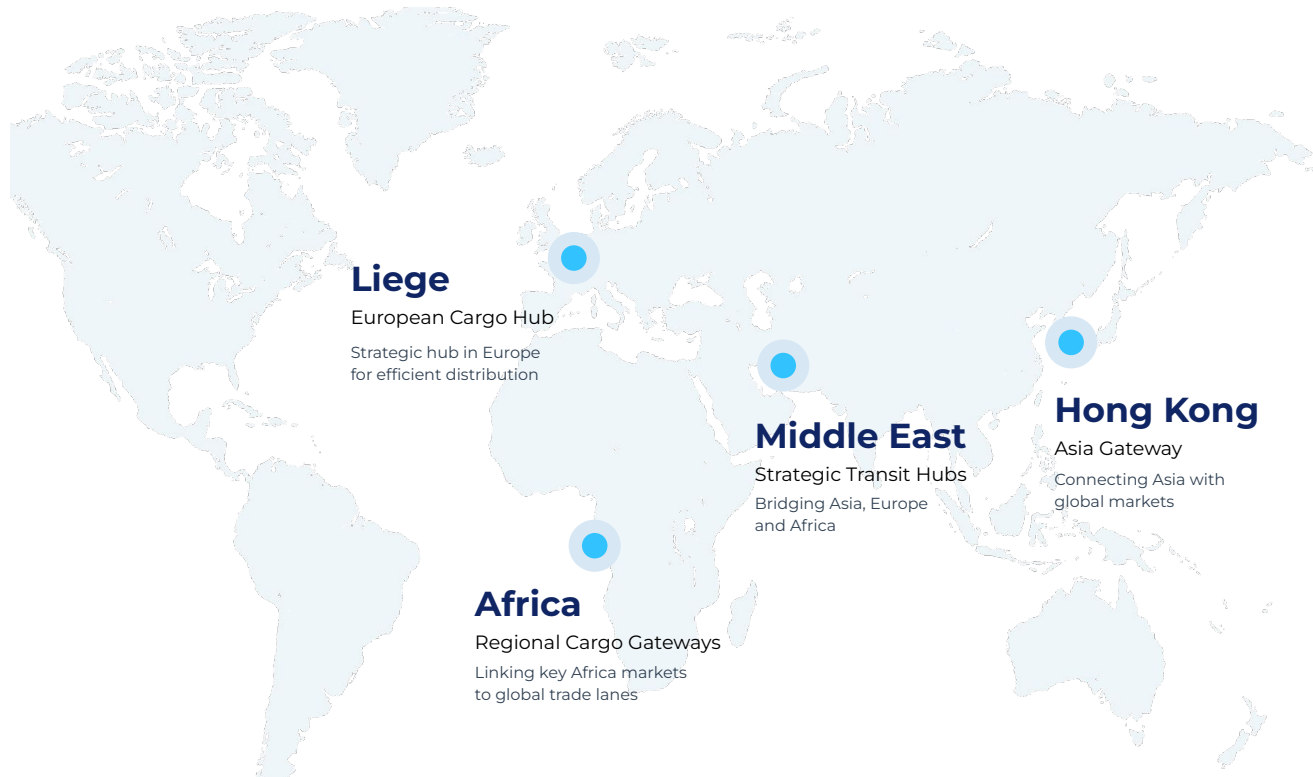 Liege
European Cargo Hub
Strategic hub in Europe
for efficient distribution
Hong Kong
Asia Gateway
Connecting Asia with
global markets
Middle East
Strategic Transit Hubs
Bridging Asia, Europe
and Africa
Africa
Regional Cargo Gateways
Linking key Africa markets
to global trade lanes